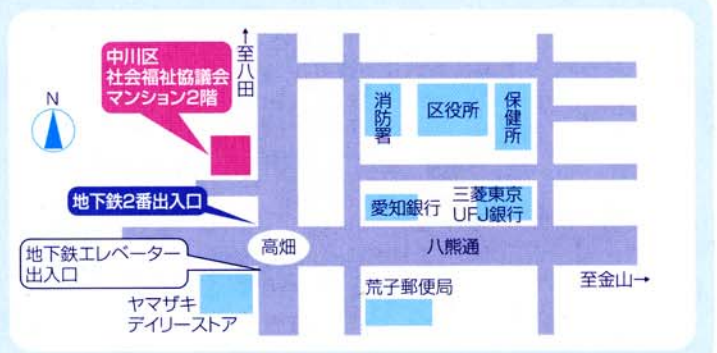 ↑至八田
中川区
社会福祉協議会
マンション2階
N
消防署
区役所
保健所
地下鉄2番出入口
愛知銀行
三菱東京
UFJ銀行
高畑
八熊通
地下鉄エレベーター
出入口
至金山→
荒子郵便局
ヤマザキ
デイリーストア